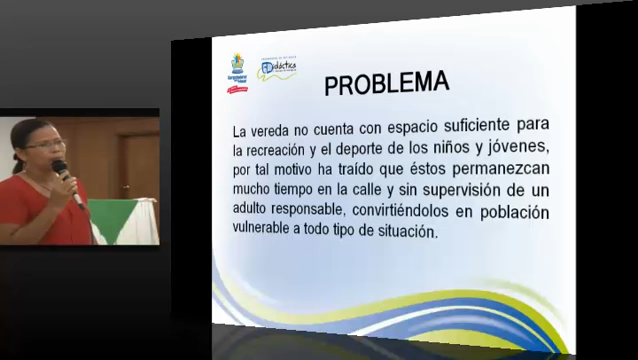 Didáctica
PROBLEMA
La vereda no cuenta con espacio suficiente para
la recreación y el deporte de los niños y jóvenes,
por tal motivo ha traído que éstos permanezcan
mucho tiempo en la calle y sin supervisión de un
adulto responsable, convirtiéndolos en población
vulnerable a todo tipo de situación.